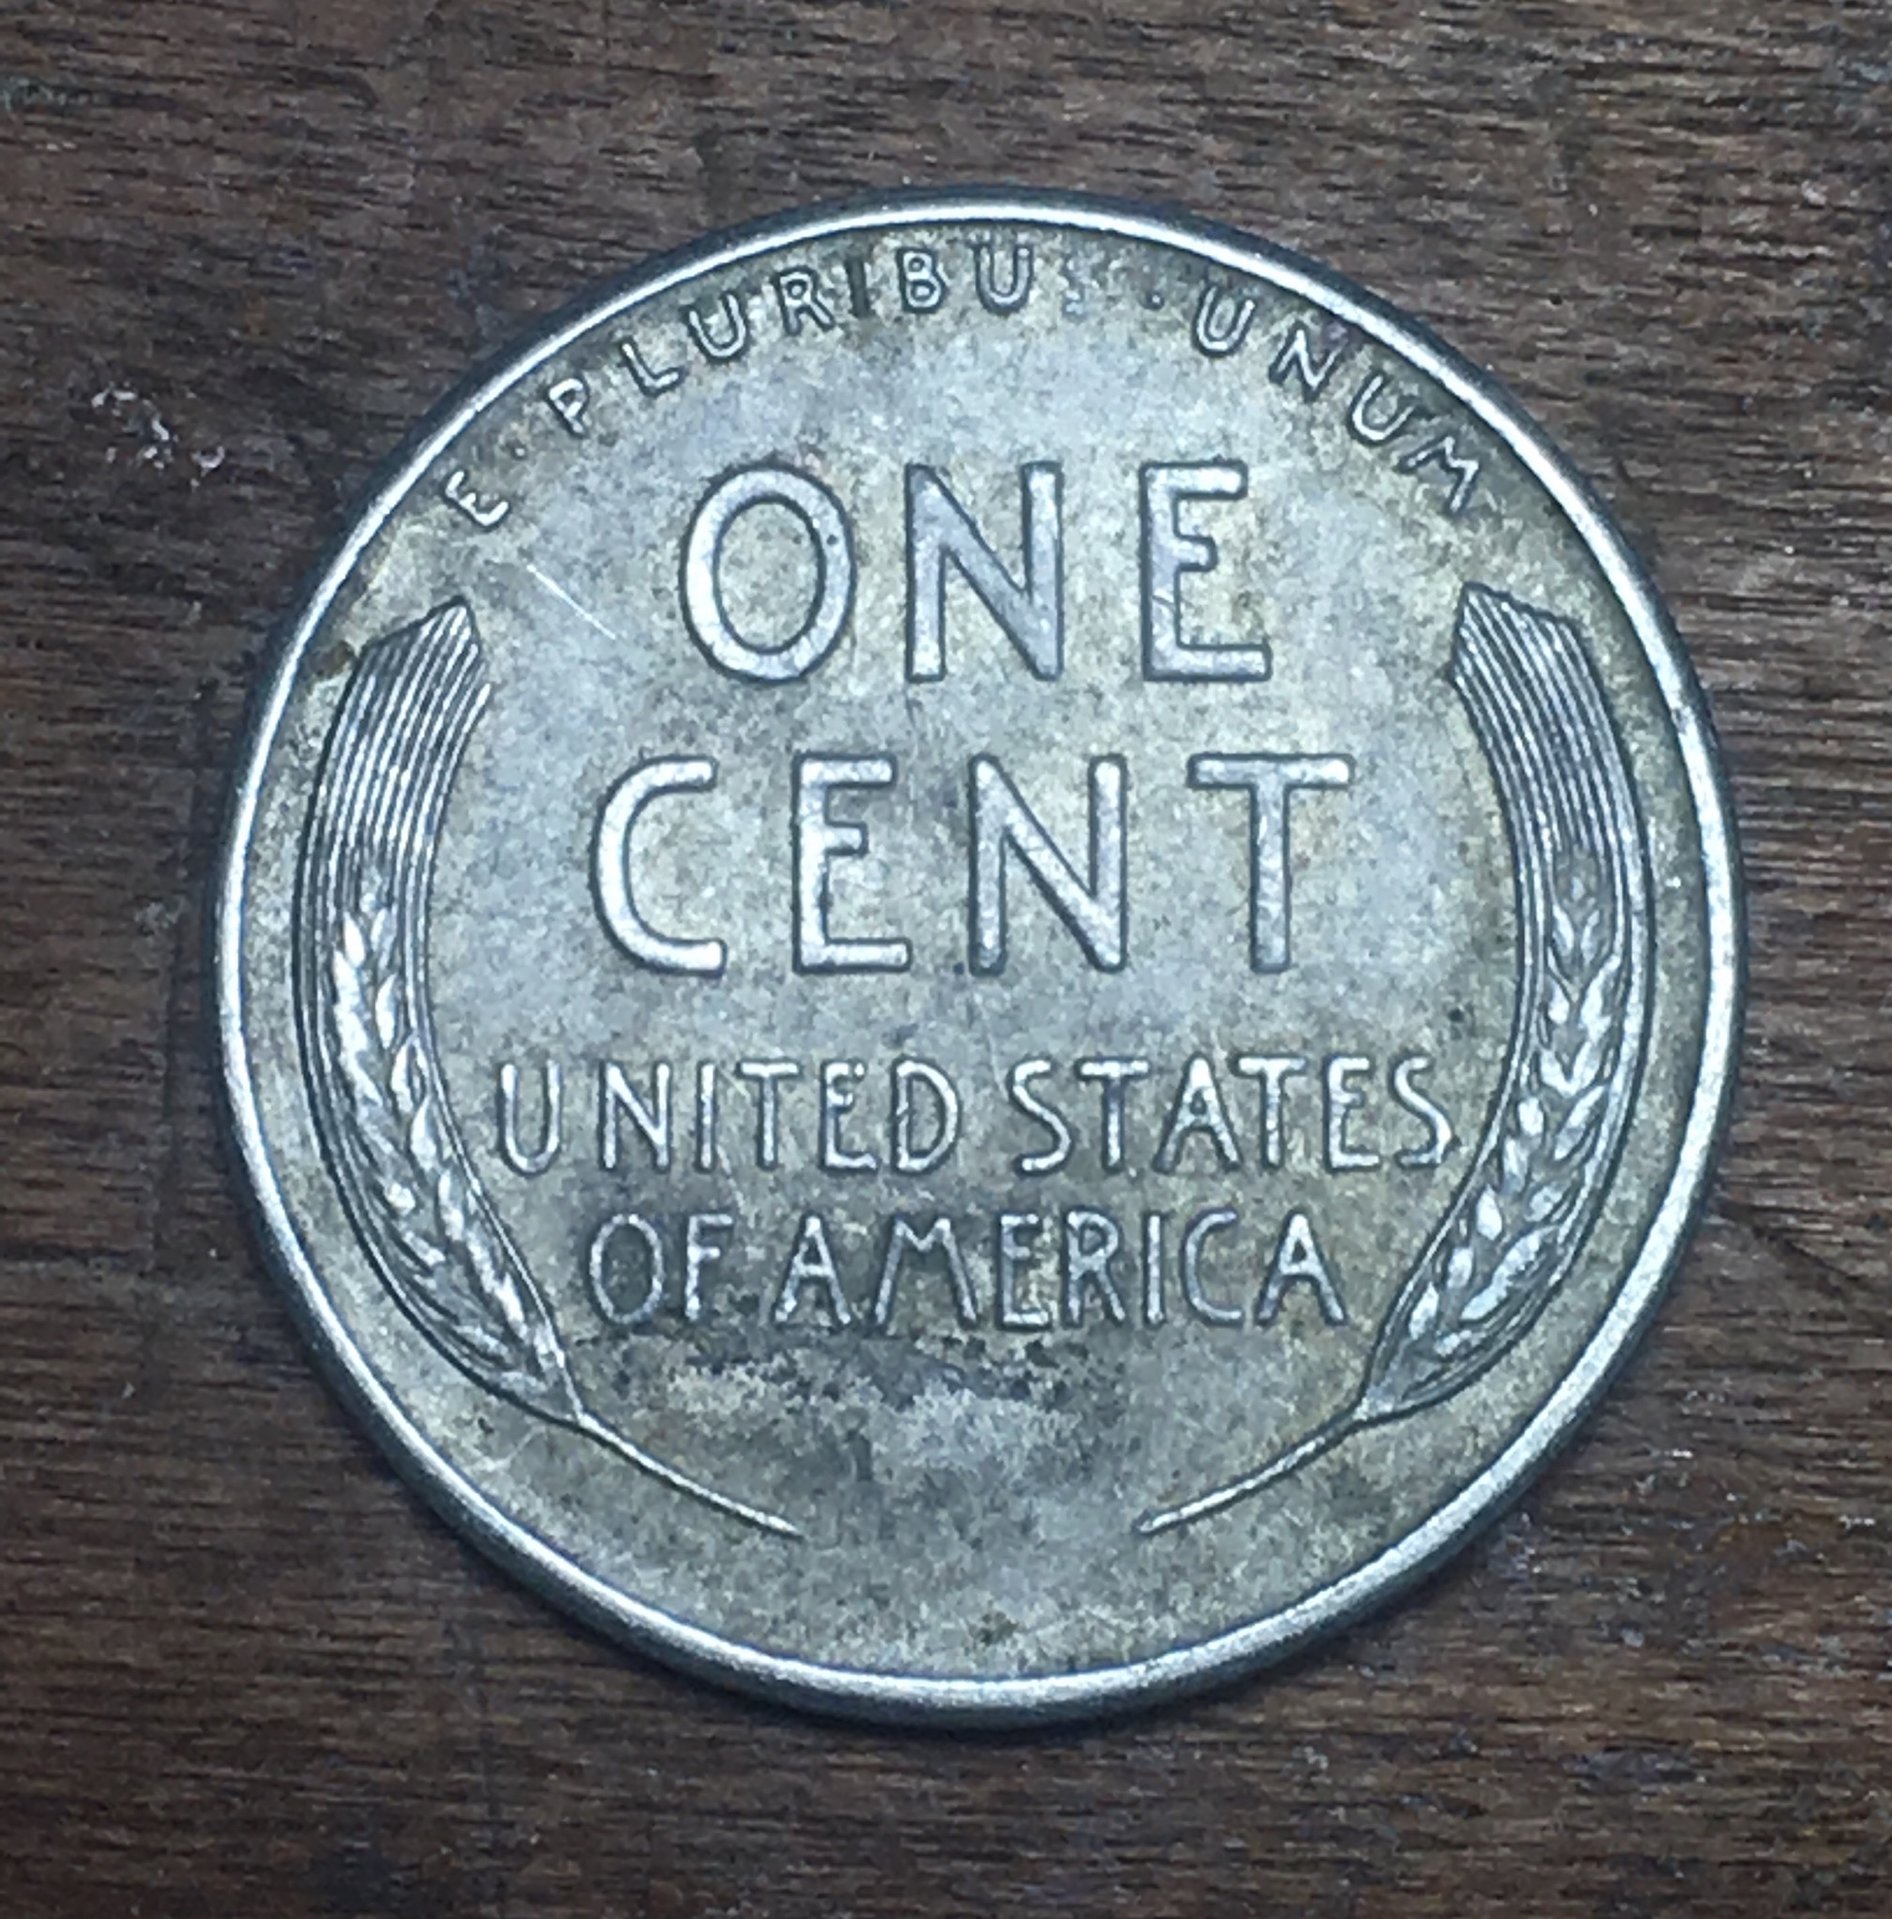 E · PLURIBUS · UNUM
ONE
CENT
UNITED STATES
OF AMERICA